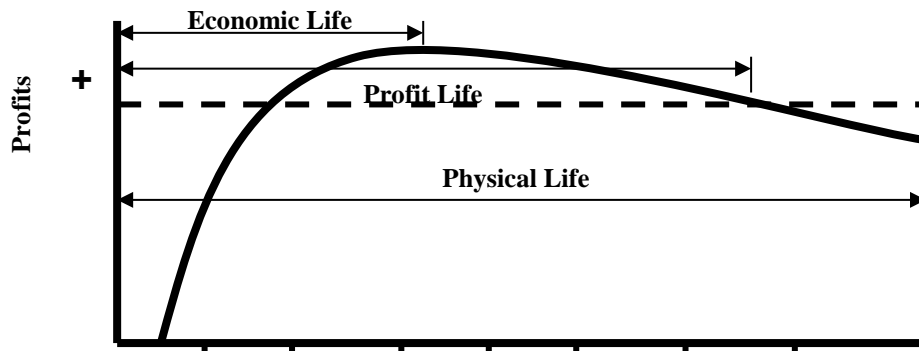 Economic Life
+
Profit Life
Profits
Physical Life